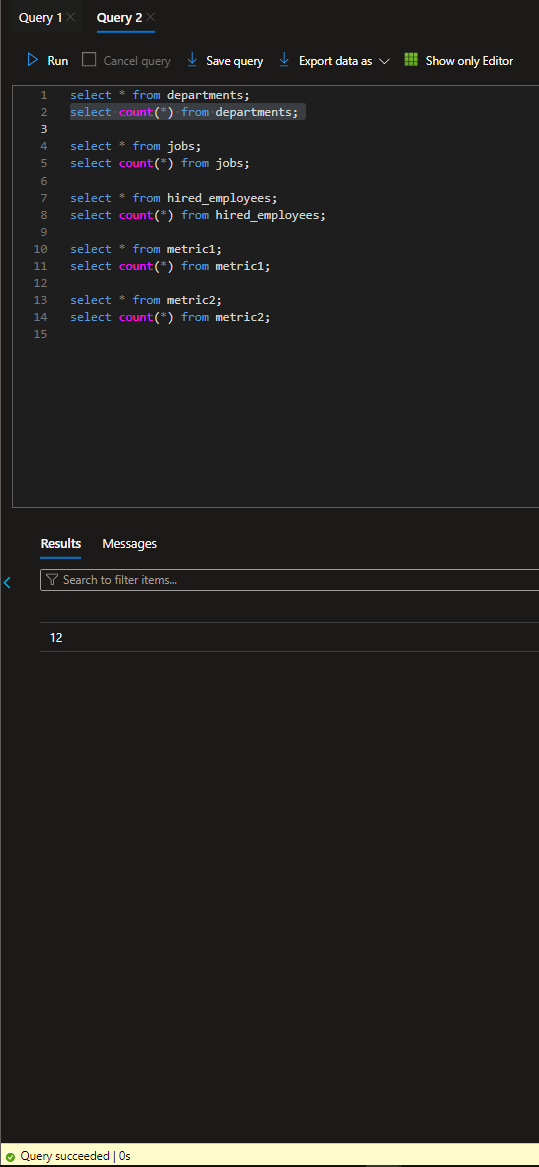 Query 1 Query 2
Run Cancel query Save query Export data as Show only Editor
1 select * from departments;
2 select count(*) from departments;
3
4 select * from jobs;
5 select count(*) from jobs;
6
7 select * from hired_employees;
8 select count(*) from hired_employees;
9
10 select * from metric1;
11 select count(*) from metric1;
12
13 select * from metric2;
14 select count(*) from metric2;
15
Results Messages
Search to filter items...
12
Query succeeded | 0s